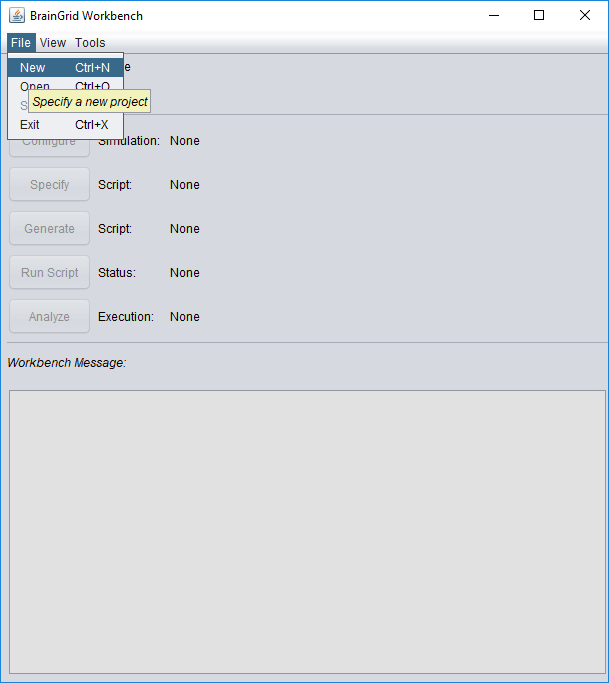 BrainGrid Workbench
File View Tools
New Ctrl+N
Open Ctrl+O
Specify a new project
Exit Ctrl+X
Configure Simulation: None
Specify Script: None
Generate Script: None
Run Script Status: None
Analyze Execution: None
Workbench Message: